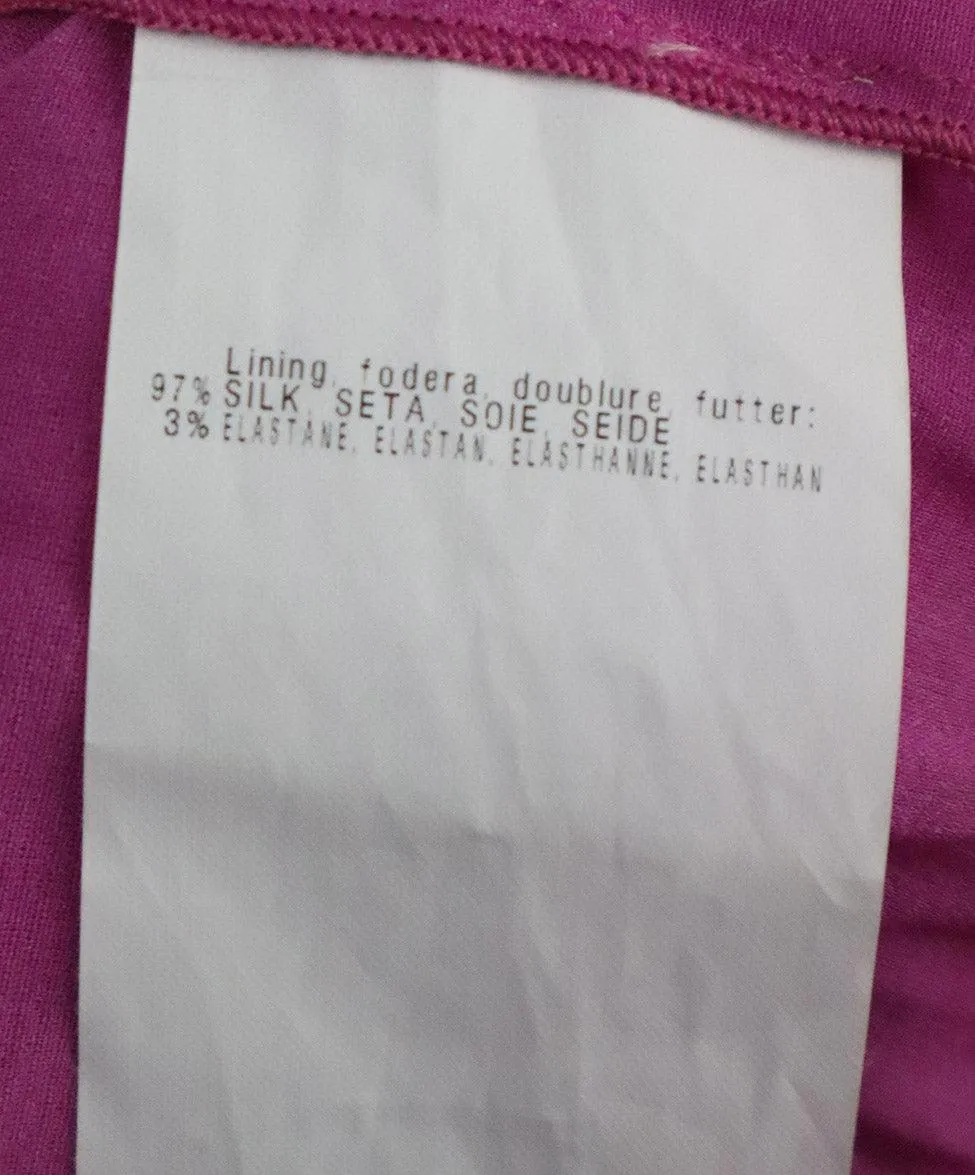 Lining, fodera, doublure, futter:
97% SILK, SETA, SOIE, SEIDE
3% ELASTANE, ELASTAN, ELASTHANNE, ELASTHAN